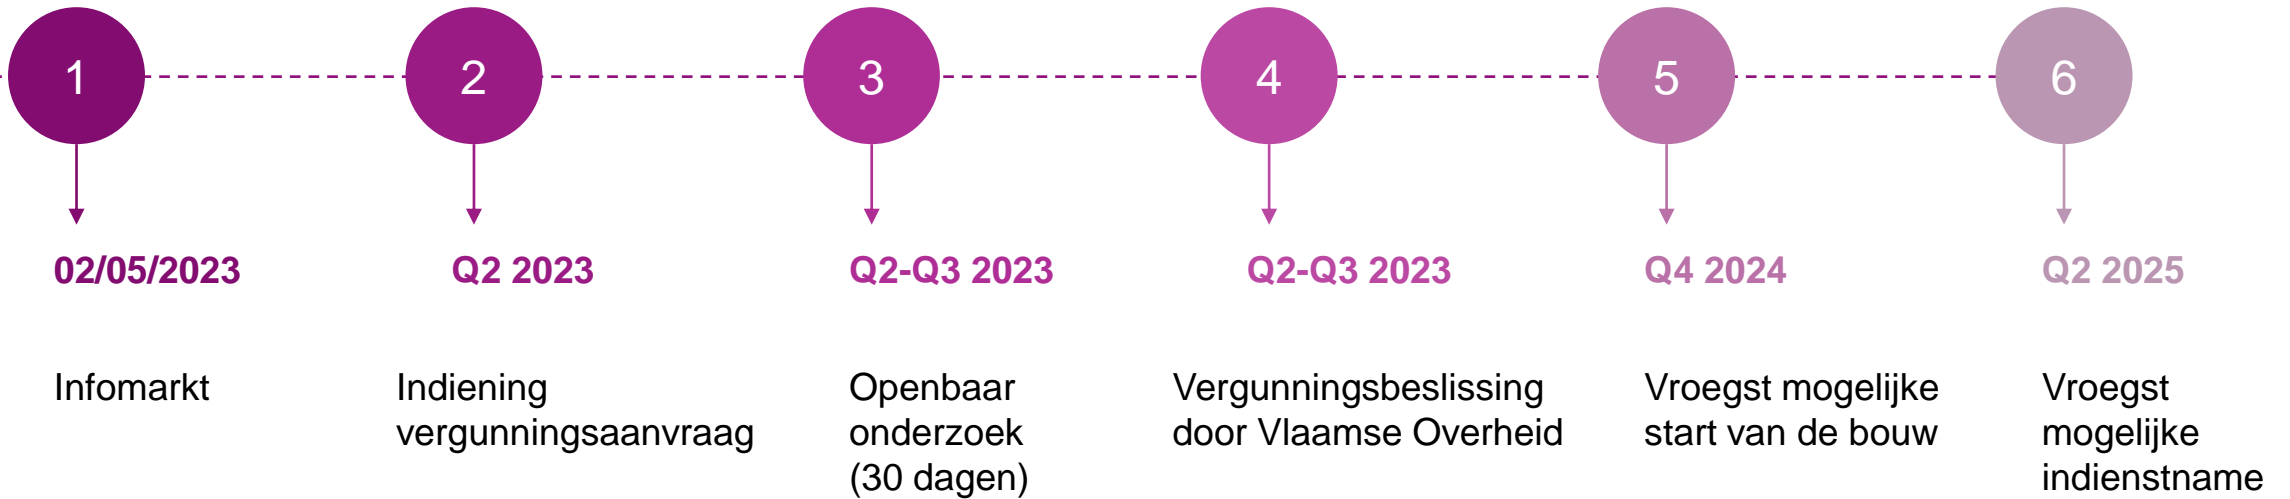 1
2
3
4
5
6
02/05/2023
Q2 2023
Q2-Q3 2023
Q2-Q3 2023
Q4 2024
Q2 2025
Infomarkt
Indiening
vergunningsaanvraag
Openbaar
onderzoek
(30 dagen)
Vergunningsbeslissing
door Vlaamse Overheid
Vroegst mogelijke
start van de bouw
Vroegst
mogelijke
indienstname